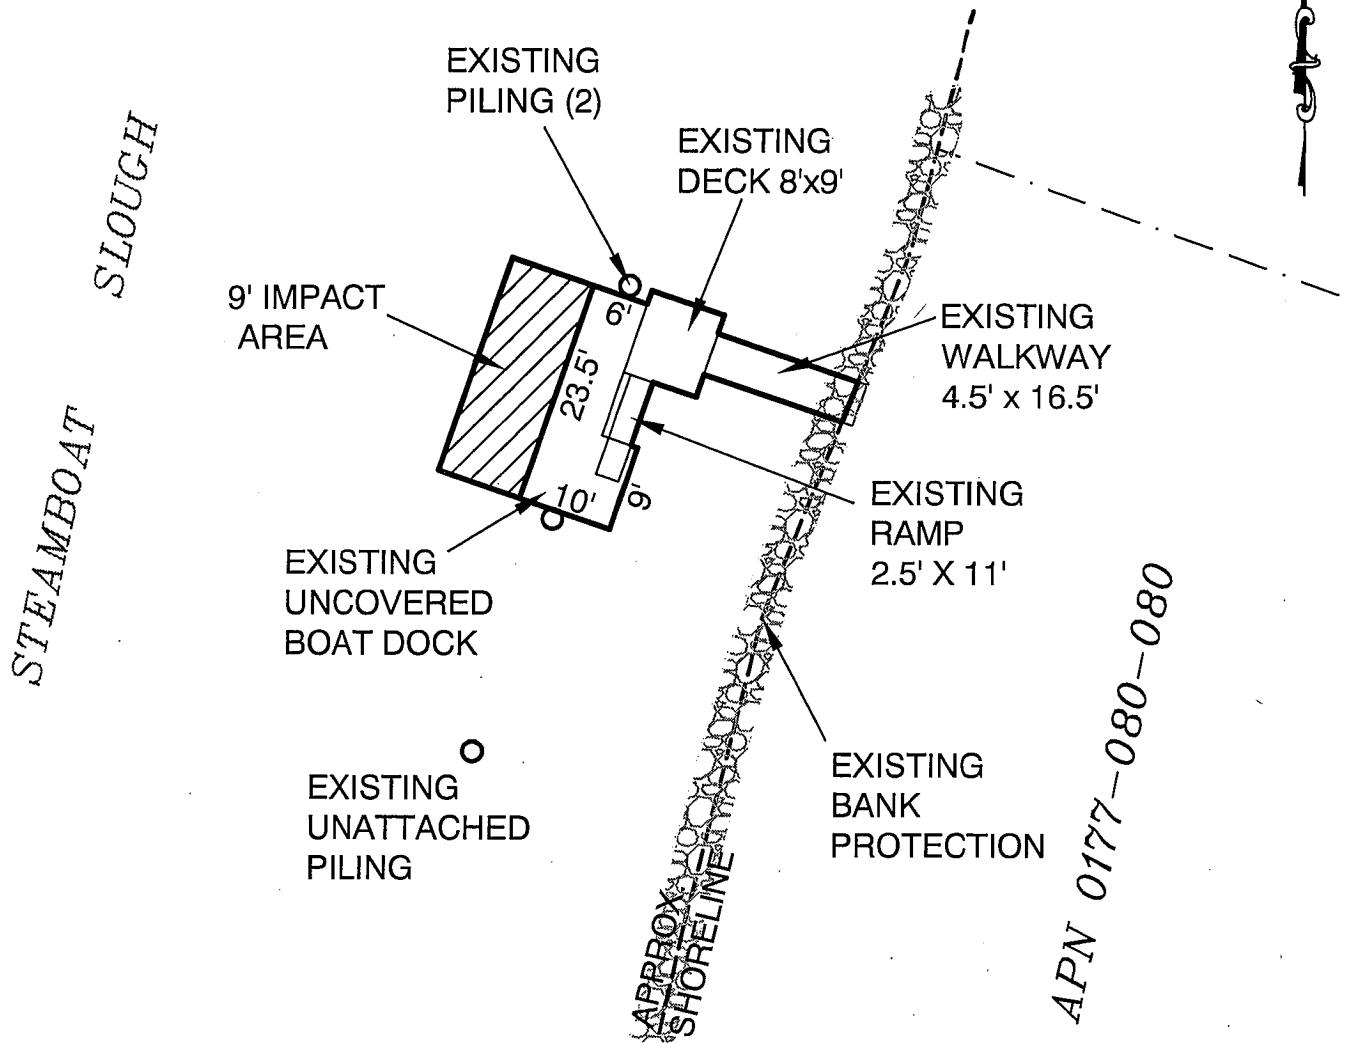 EXISTING
PILING (2)
EXISTING
DECK 8'x9'
SLOUGH
9' IMPACT
AREA
6'
23.5'
EXISTING
WALKWAY
4.5' x 16.5'
10'
9'
EXISTING
RAMP
2.5' X 11'
STEAMBOAT
EXISTING
UNCOVERED
BOAT DOCK
EXISTING
UNATTACHED
PILING
EXISTING
BANK
PROTECTION
APN 0177-080-080
APPROX.
SHORELINE